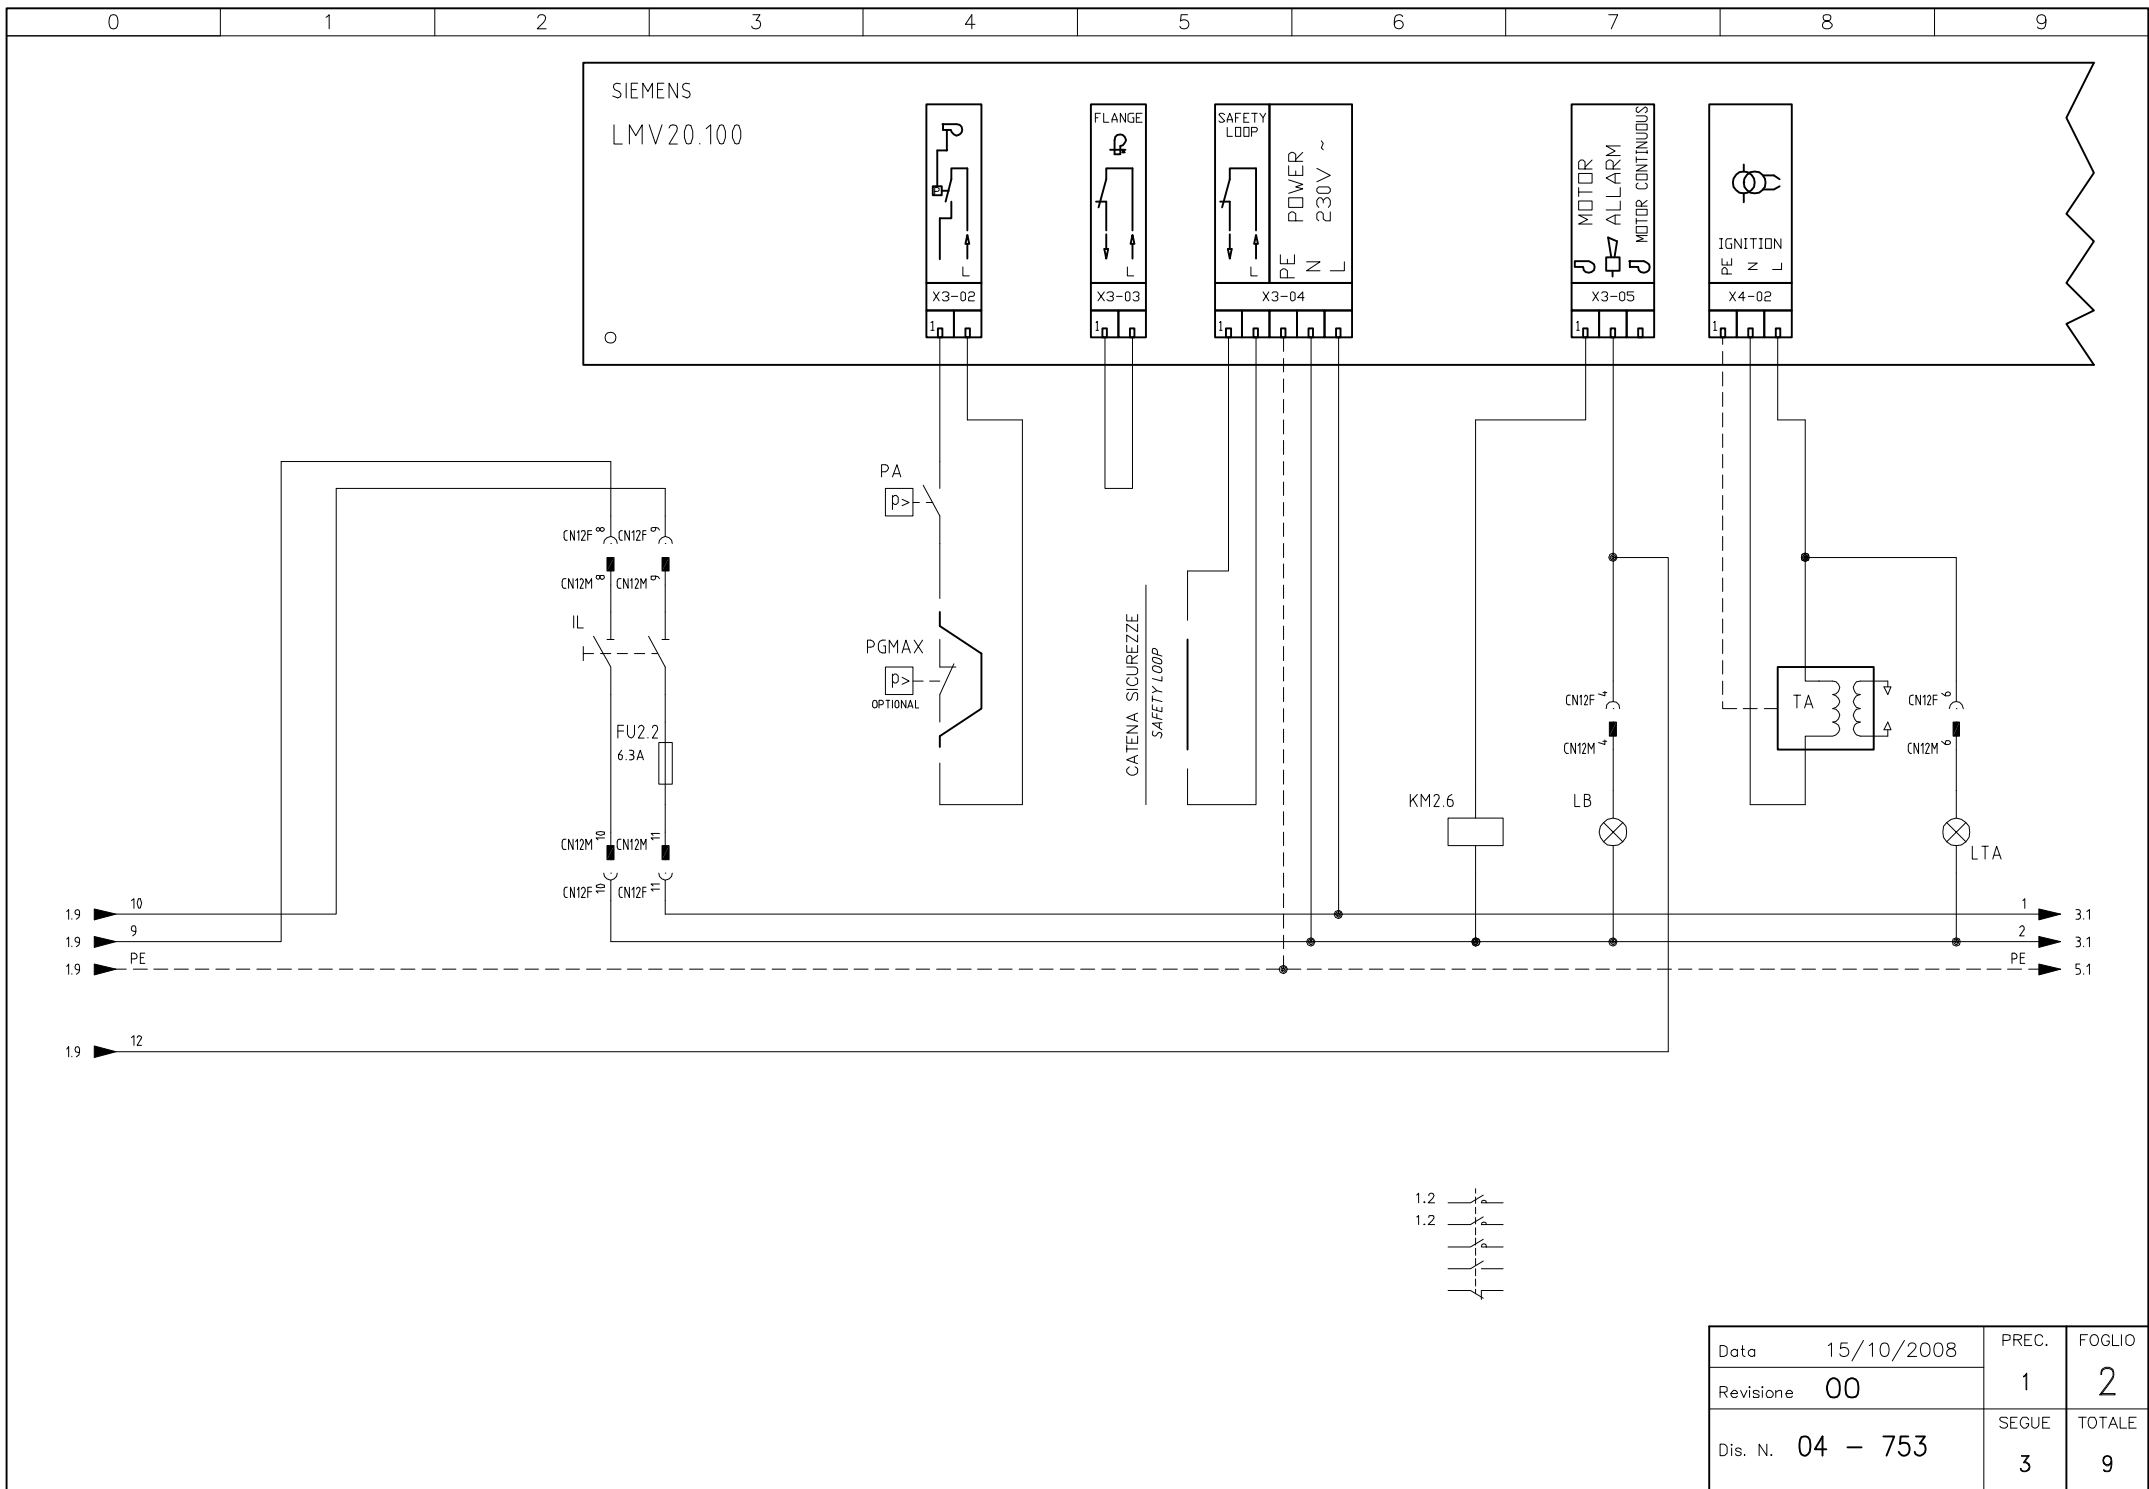 0 1 2 3 4 5 6 7 8 9
SIEMENS
LMV20.100
L
X3-02
1
FLANGE
L
X3-03
1
SAFETY
LOOP
L
POWER
230V ~
PE
N
L
X3-04
1
MOTOR
ALLARM
MOTOR CONTINUOUS
X3-05
1
IGNITION
PE
N
L
X4-02
1
PA
p>
CN12F 8
CN12F 9
CN12M 8
CN12M 9
IL
PGMAX
p>
OPTIONAL
CATENA SICUREZZE
SAFETY LOOP
FU2.2
6.3A
CN12F 4
CN12M 4
TA
CN12F 6
CN12M 6
KM2.6
LB
LTA
CN12M 10
CN12M 11
CN12F 10
CN12F 11
1.9 10 1 3.1
1.9 9 2 3.1
1.9 PE PE 5.1
1.9 12
1.2
1.2
Data 15/10/2008
PREC.
1
FOGLIO
2
Revisione 00
Dis. N. 04 - 753
SEGUE
3
TOTALE
9